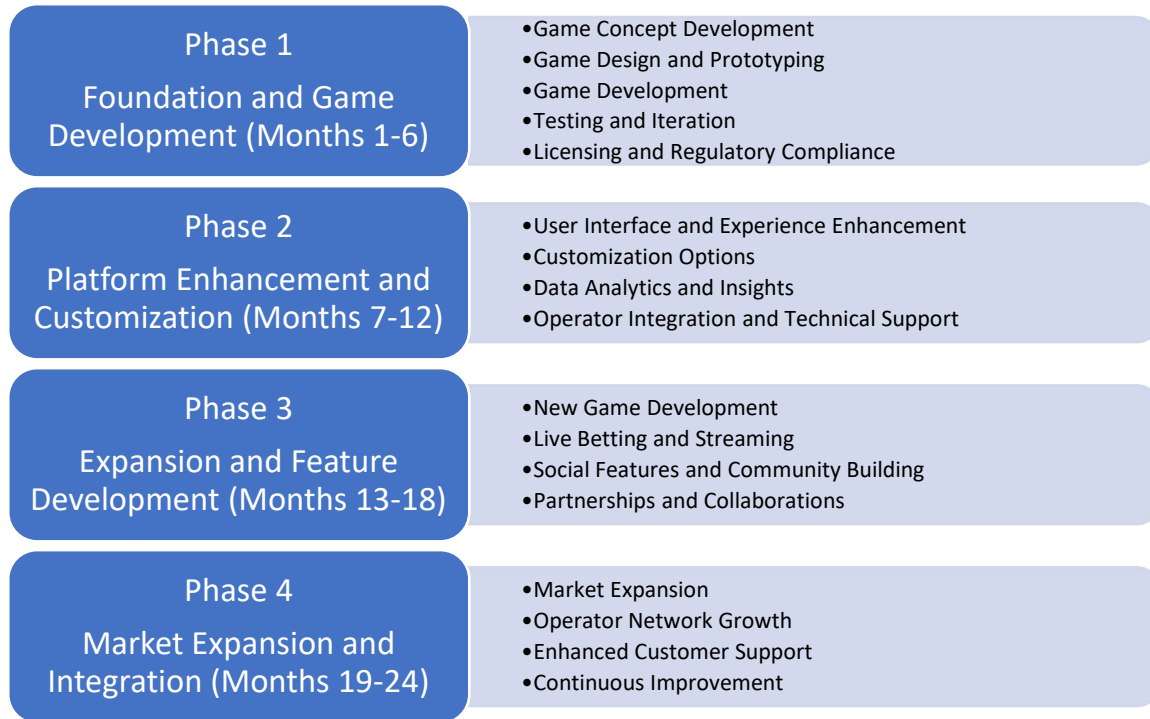 Phase 1
Foundation and Game
Development (Months 1-6)
•Game Concept Development
•Game Design and Prototyping
•Game Development
•Testing and Iteration
•Licensing and Regulatory Compliance
Phase 2
Platform Enhancement and
Customization (Months 7-12)
•User Interface and Experience Enhancement
•Customization Options
•Data Analytics and Insights
•Operator Integration and Technical Support
Phase 3
Expansion and Feature
Development (Months 13-18)
•New Game Development
•Live Betting and Streaming
•Social Features and Community Building
•Partnerships and Collaborations
Phase 4
Market Expansion and
Integration (Months 19-24)
•Market Expansion
•Operator Network Growth
•Enhanced Customer Support
•Continuous Improvement